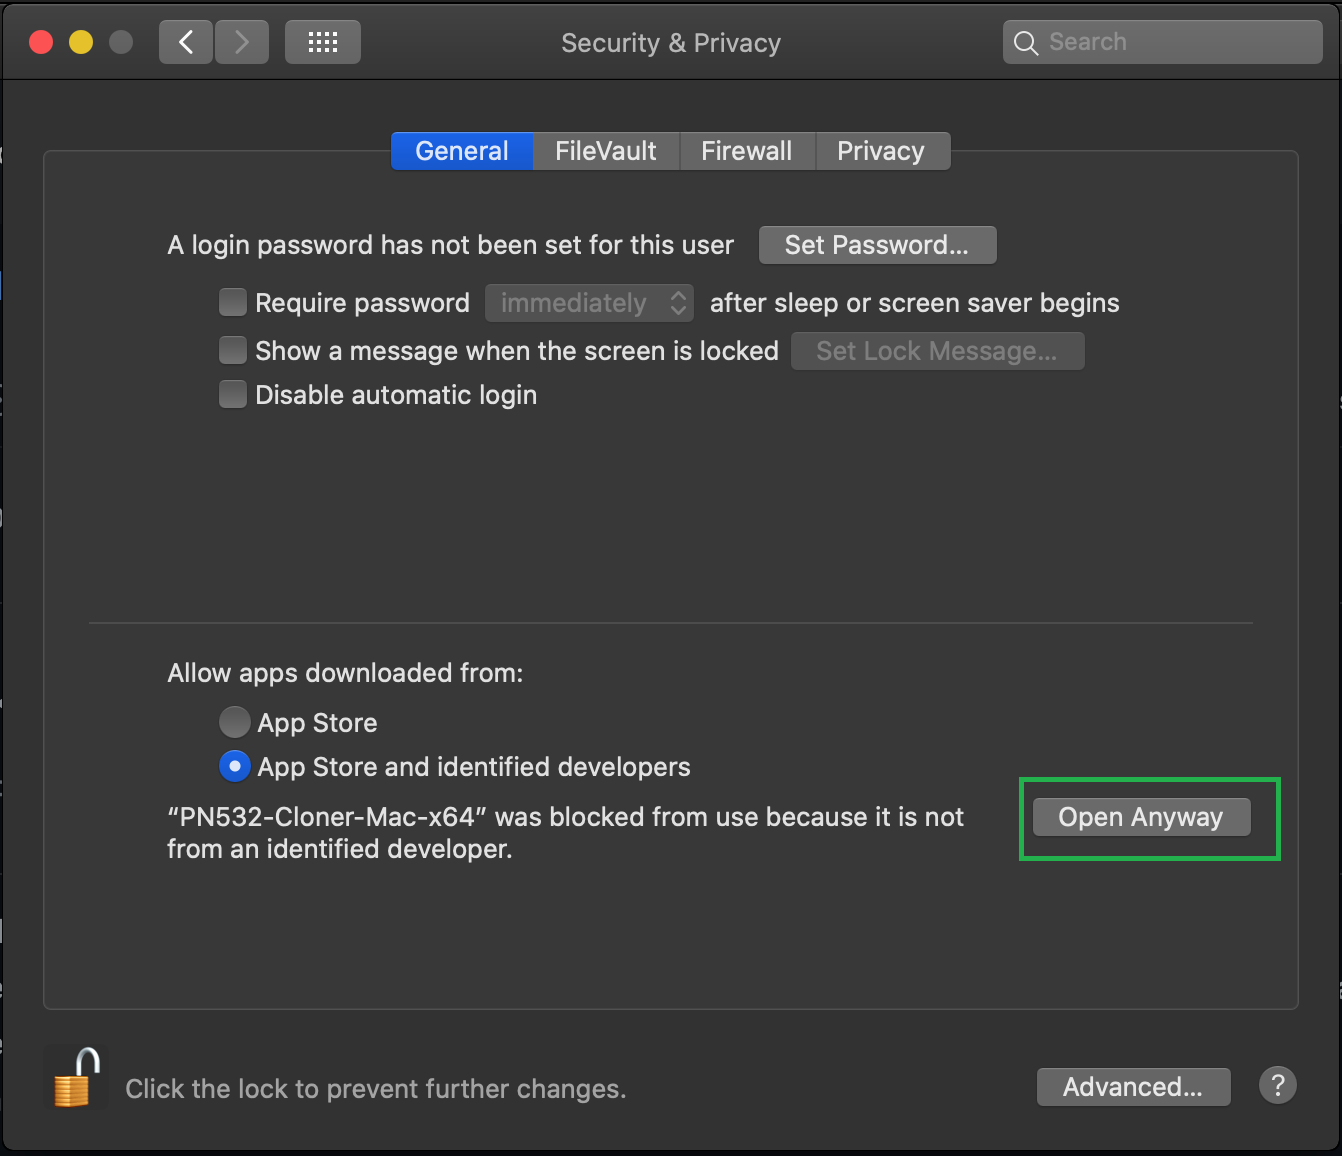 Security & Privacy
Search
General
FileVault
Firewall
Privacy
A login password has not been set for this user Set Password...
Require password immediately after sleep or screen saver begins
Show a message when the screen is locked Set Lock Message...
Disable automatic login
Allow apps downloaded from:
App Store
App Store and identified developers
“PN532-Cloner-Mac-x64” was blocked from use because it is not
from an identified developer.
Open Anyway
Click the lock to prevent further changes.
Advanced...
?